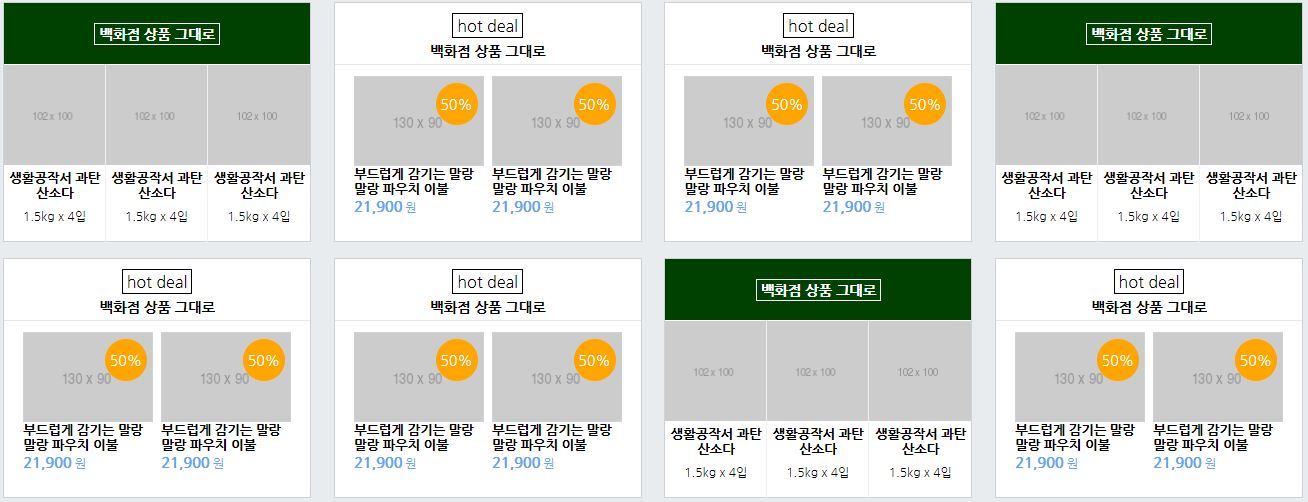 백화점 상품 그대로
102 x 100
102 x 100
102 x 100
생활공작서 과탄
산소다
1.5kg x 4입
생활공작서 과탄
산소다
1.5kg x 4입
생활공작서 과탄
산소다
1.5kg x 4입
hot deal
백화점 상품 그대로
130 x 90
50%
부드럽게 감기는 말랑
말랑 파우치 이불
21,900 원
130 x 90
50%
부드럽게 감기는 말랑
말랑 파우치 이불
21,900 원
hot deal
백화점 상품 그대로
130 x 90
50%
부드럽게 감기는 말랑
말랑 파우치 이불
21,900 원
130 x 90
50%
부드럽게 감기는 말랑
말랑 파우치 이불
21,900 원
백화점 상품 그대로
102 x 100
102 x 100
102 x 100
생활공작서 과탄
산소다
1.5kg x 4입
생활공작서 과탄
산소다
1.5kg x 4입
생활공작서 과탄
산소다
1.5kg x 4입
hot deal
백화점 상품 그대로
130 x 90
50%
부드럽게 감기는 말랑
말랑 파우치 이불
21,900 원
130 x 90
50%
부드럽게 감기는 말랑
말랑 파우치 이불
21,900 원
hot deal
백화점 상품 그대로
130 x 90
50%
부드럽게 감기는 말랑
말랑 파우치 이불
21,900 원
130 x 90
50%
부드럽게 감기는 말랑
말랑 파우치 이불
21,900 원
백화점 상품 그대로
102 x 100
102 x 100
102 x 100
생활공작서 과탄
산소다
1.5kg x 4입
생활공작서 과탄
산소다
1.5kg x 4입
생활공작서 과탄
산소다
1.5kg x 4입
hot deal
백화점 상품 그대로
130 x 90
50%
부드럽게 감기는 말랑
말랑 파우치 이불
21,900 원
130 x 90
50%
부드럽게 감기는 말랑
말랑 파우치 이불
21,900 원